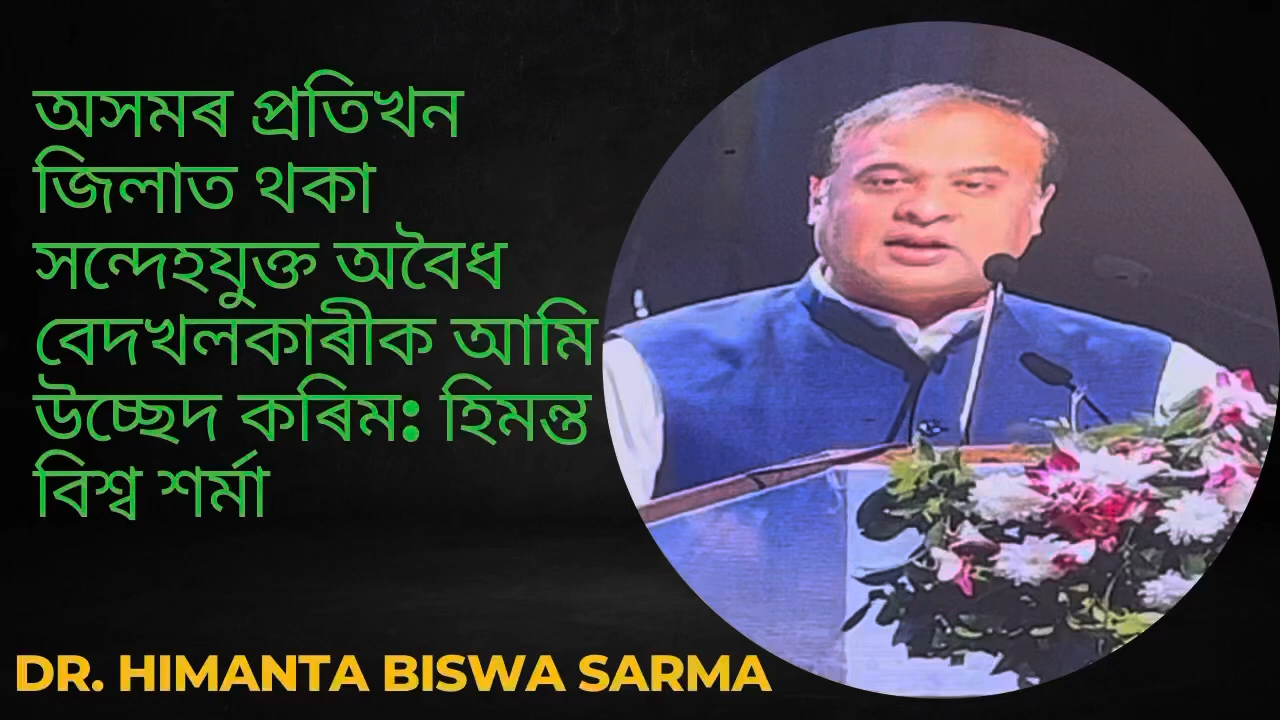 অসমৰ প্ৰতিখন
জিলাত থকা
সন্দেহযুক্ত অবৈধ
বেদখলকাৰীক আমি
উচ্ছেদ কৰিম: হিমন্ত
বিশ্ব শৰ্মা
DR. HIMANTA BISWA SARMA